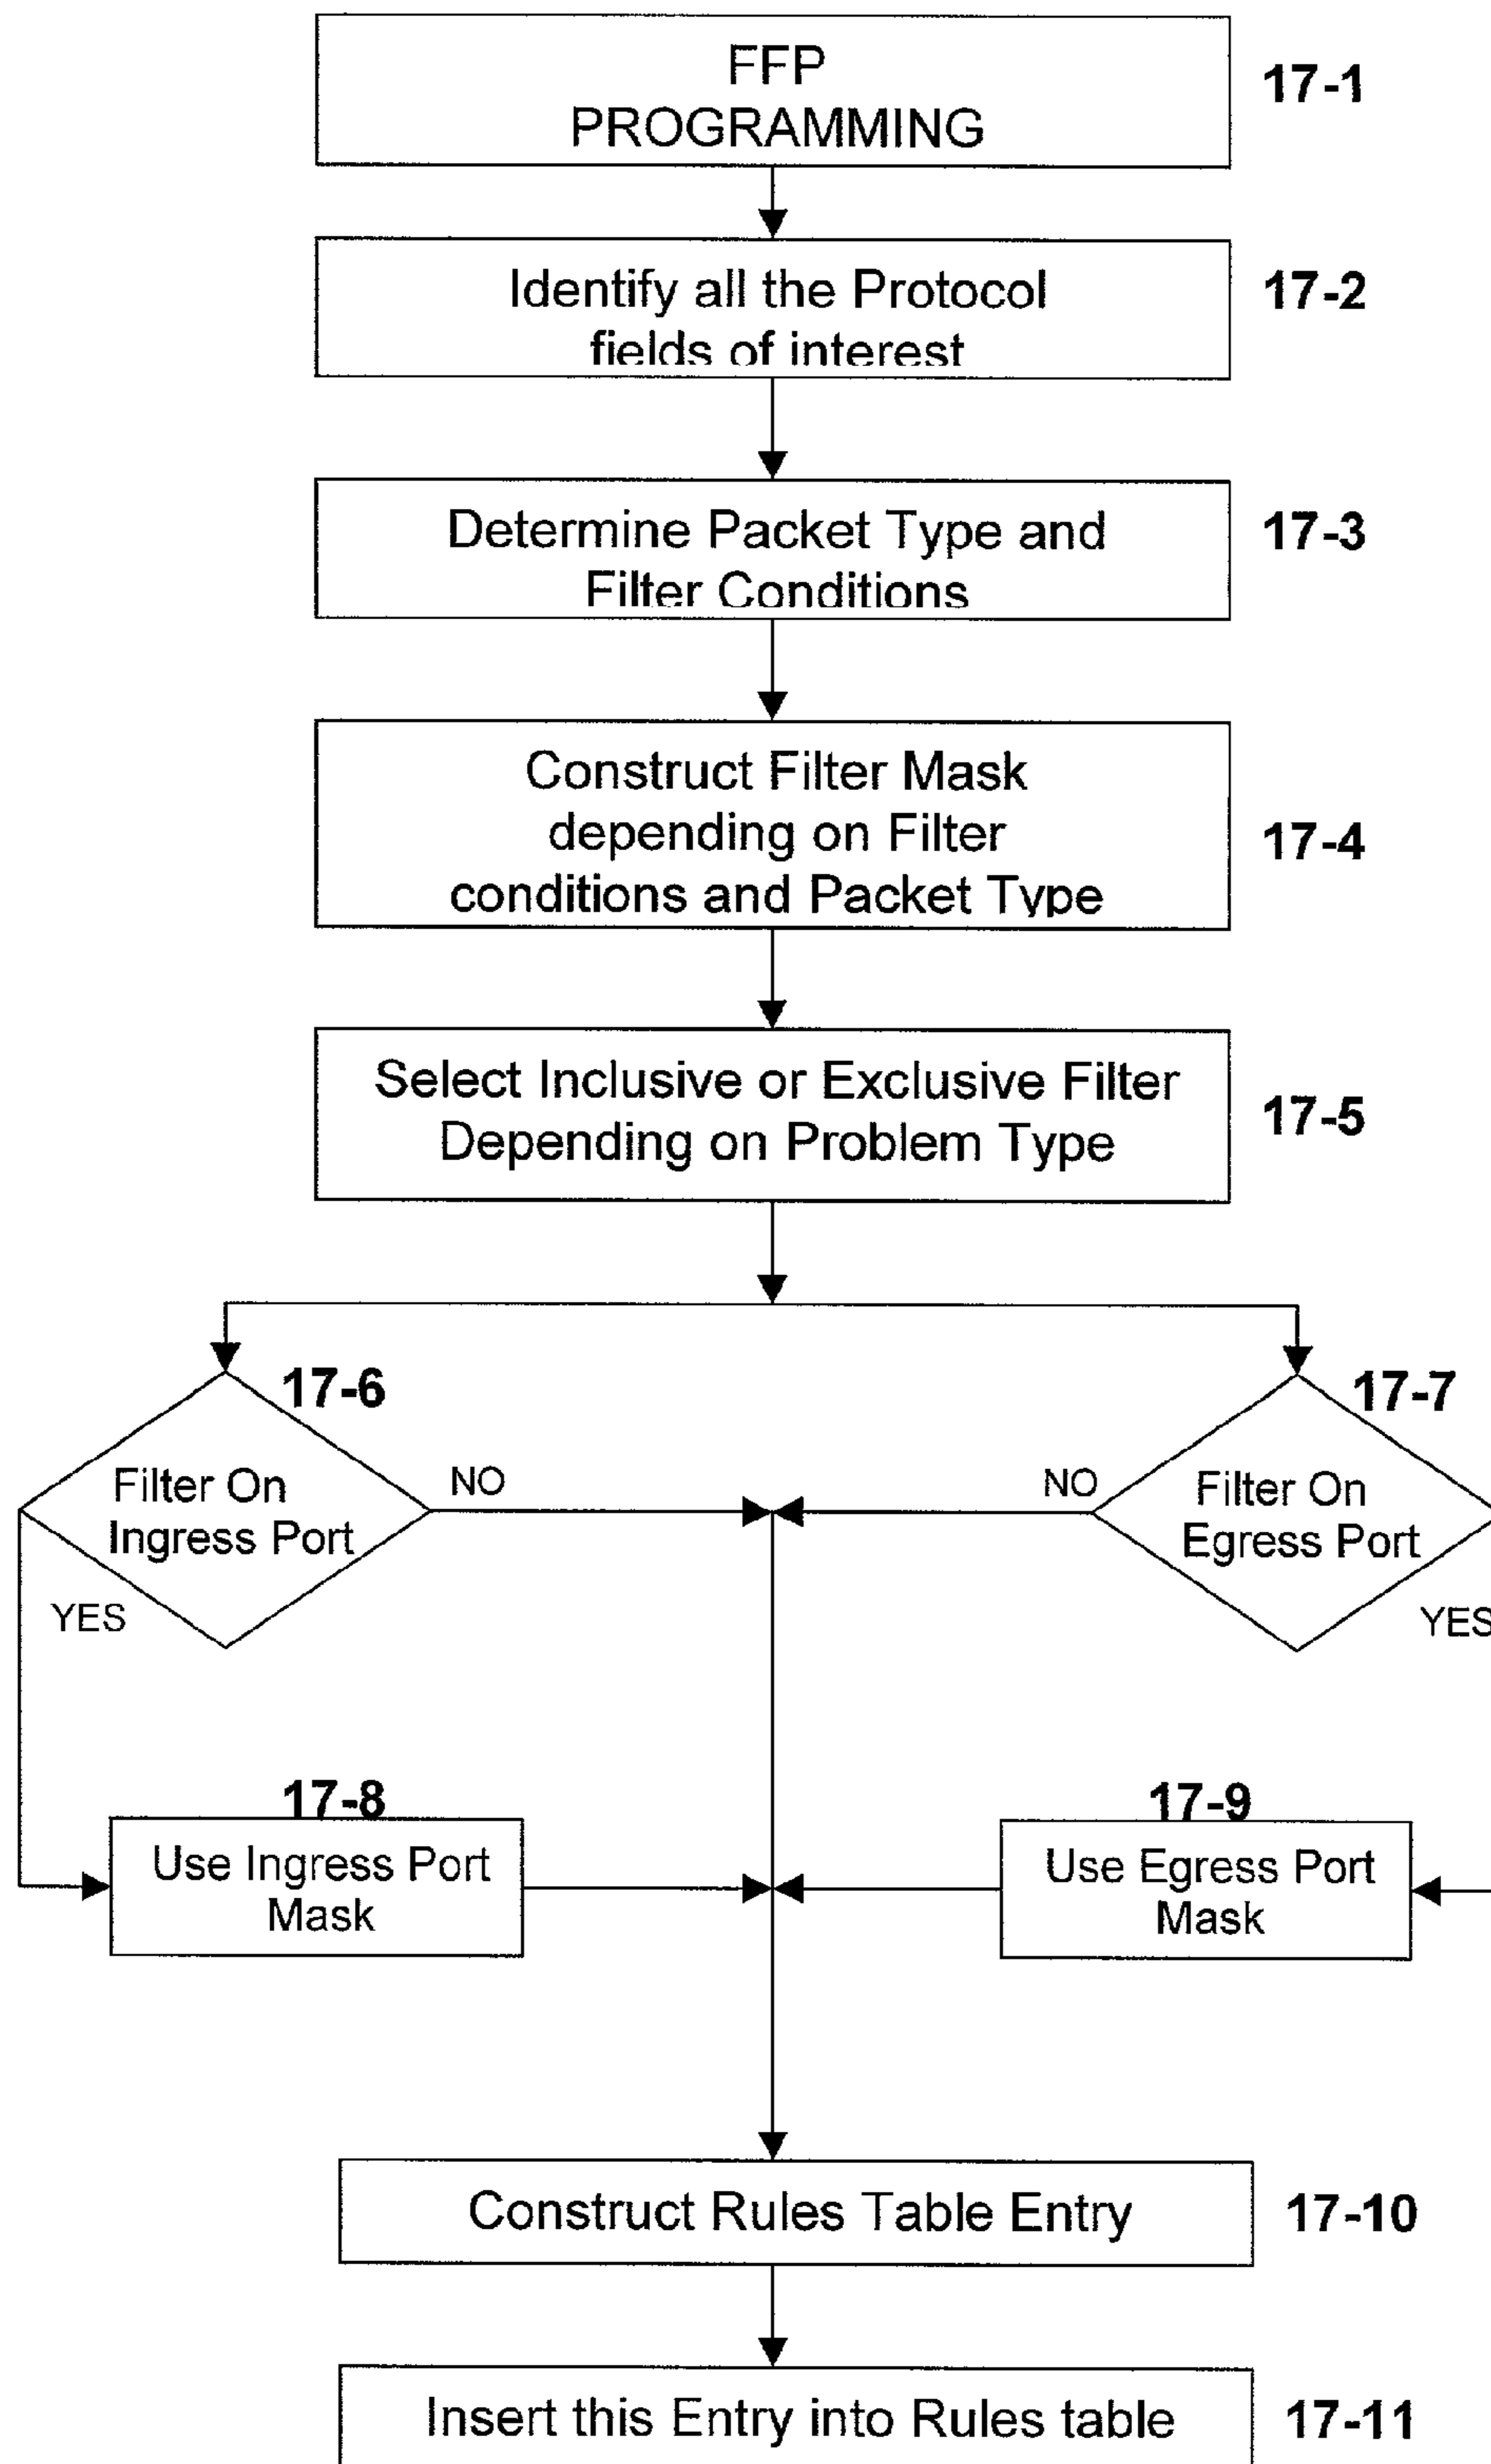 FFP
PROGRAMMING
17-1
Identify all the Protocol
fields of interest
17-2
Determine Packet Type and
Filter Conditions
17-3
Construct Filter Mask
depending on Filter
conditions and Packet Type
17-4
Select Inclusive or Exclusive Filter
Depending on Problem Type
17-5
17-6
Filter On
Ingress Port
NO
YES
17-7
Filter On
Egress Port
NO
YES
17-8
Use Ingress Port
Mask
17-9
Use Egress Port
Mask
Construct Rules Table Entry
17-10
Insert this Entry into Rules table
17-11